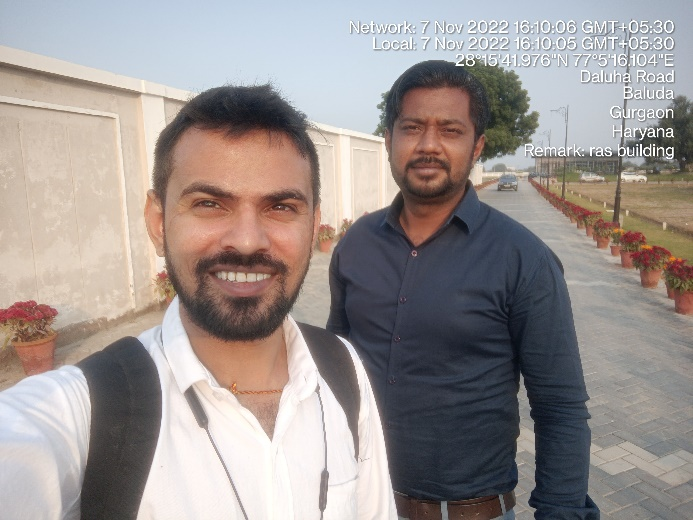 Network: 7 Nov 2022 16:10:06 GMT+05:30
Local: 7 Nov 2022 16:10:05 GMT+05:30
28°15'41.976"N 77°5'16.104"E
Daluha Road
Baluda
Gurgaon
Haryana
Remark: ras building